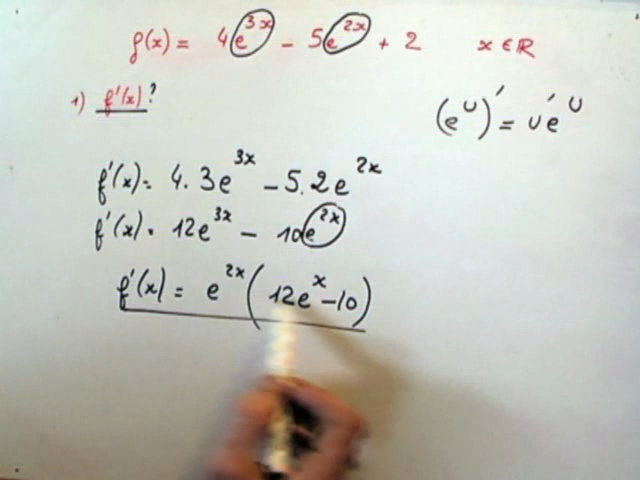 f(x) = 4e^{3x} - 5e^{2x} + 2 x ∈ ℝ
1) f'(x)?
(e^U)' = U'e^U
f'(x) = 4.3e^{3x} - 5.2e^{2x}
f'(x) = 12e^{3x} - 10e^{2x}
f'(x) = e^{2x}(12e^x - 10)